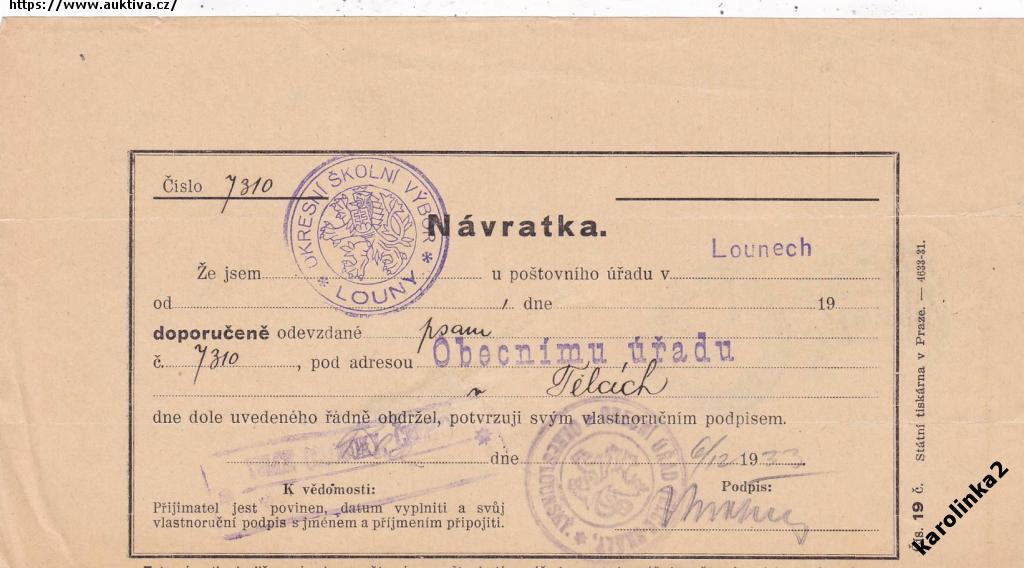 https://www.auktiva.cz/
Číslo 7310
OKRESNÍ ŠKOLNÍ VÝBOR
* LOUNY *
Návratka.
Že jsem u poštovního úřadu v Lounech
od dne 19
doporučeně odevzdané psaní
č. 7310, pod adresou Obecnímu úřadu
v Tělcích
dne dole uvedeného řádně obdržel, potvrzuji svým vlastnoručním podpisem.
dne 6/12 1933
K vědomosti:
Podpis:
Přijimatel jest povinen, datum vyplniti a svůj
vlastnoruční podpis s jménem a příjmením připojiti.
19 č. Státní tiskárna v Praze. — 4633-31.
karolinka2